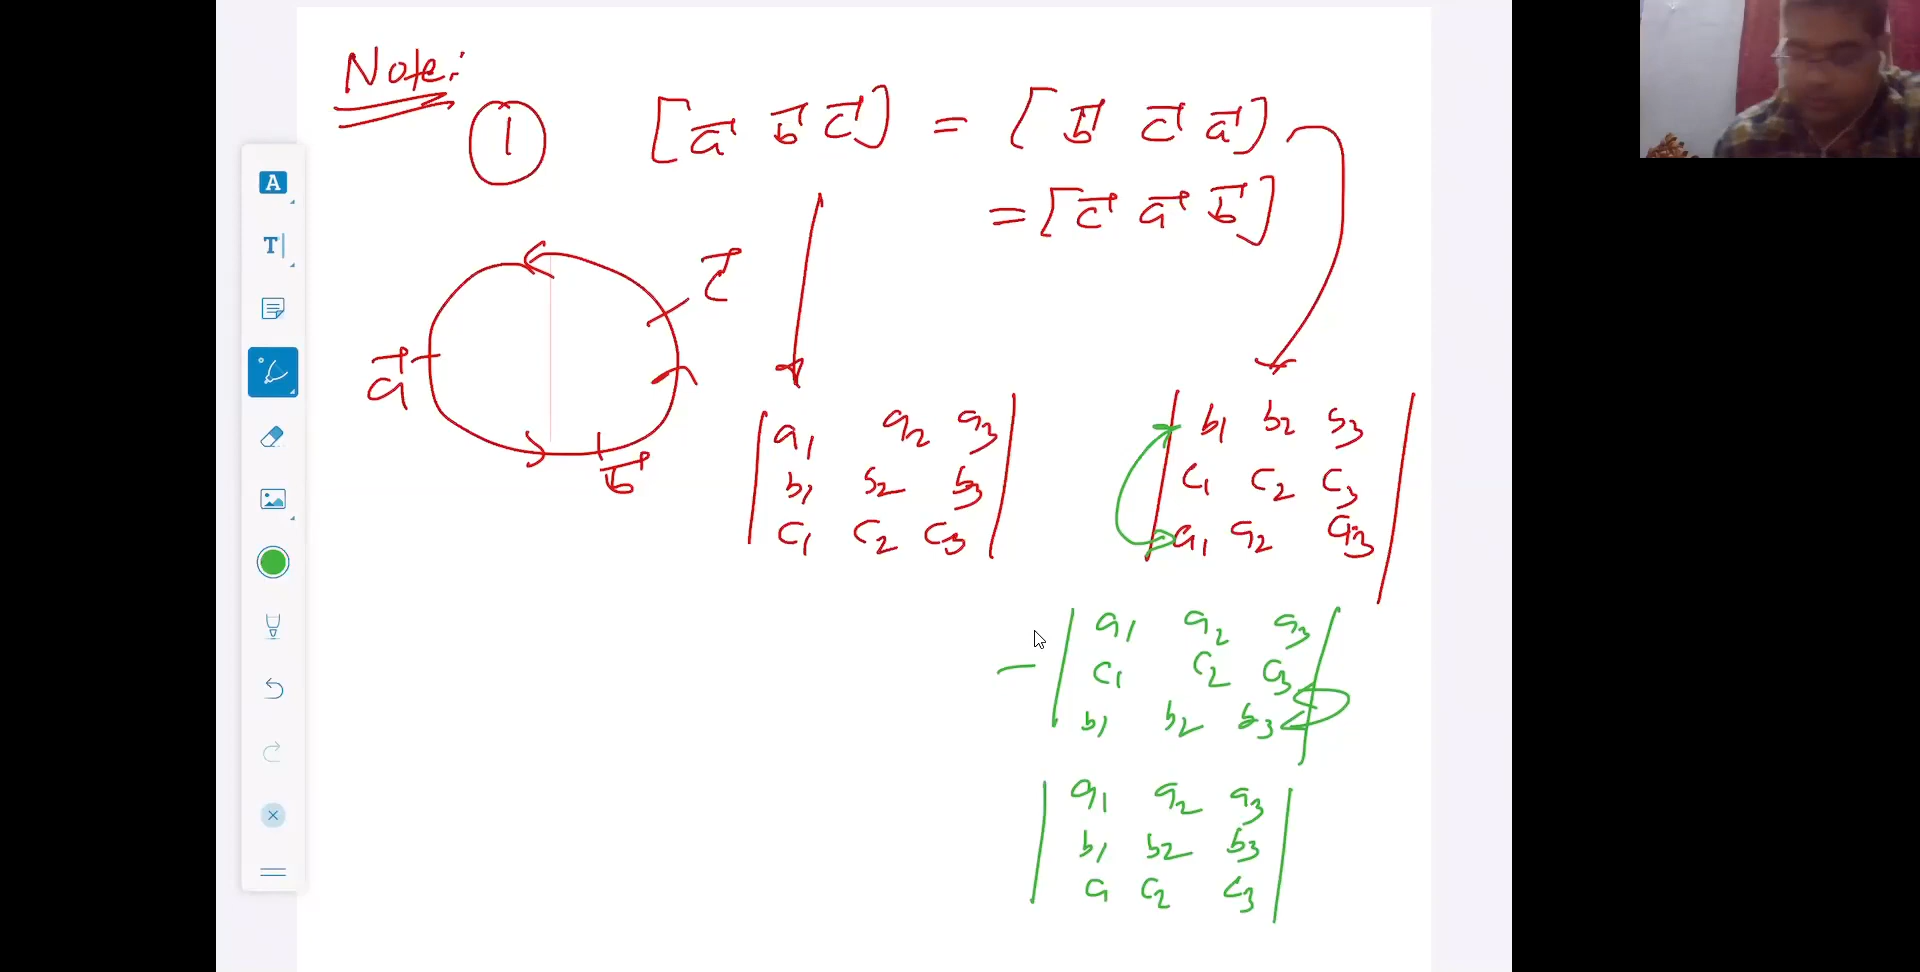 Note:
① [a⃗ b⃗ c⃗] = [b⃗ c⃗ a⃗]
= [c⃗ a⃗ b⃗]
c⃗
a⃗
b⃗
| a₁ a₂ a₃ |
| b₁ b₂ b₃ |
| c₁ c₂ c₃ |
| b₁ b₂ b₃ |
| c₁ c₂ c₃ |
| a₁ a₂ a₃ |
− | a₁ a₂ a₃ |
| c₁ c₂ c₃ |
| b₁ b₂ b₃ |
| a₁ a₂ a₃ |
| b₁ b₂ b₃ |
| c₁ c₂ c₃ |
A
T